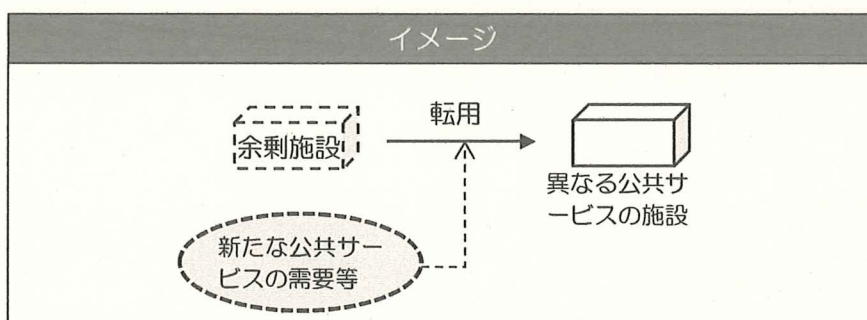 イメージ
転用
余剰施設
異なる公共サ
ービスの施設
新たな公共サー
ビスの需要等